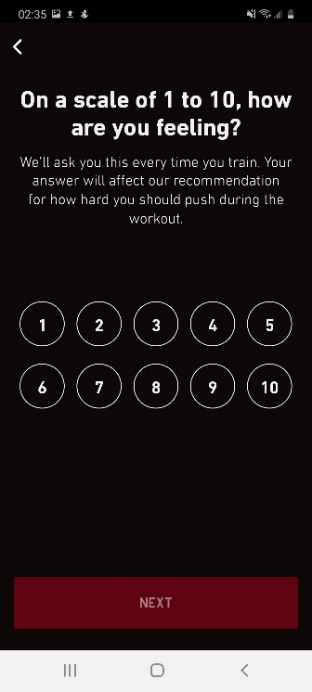 02:35
On a scale of 1 to 10, how
are you feeling?
We'll ask you this every time you train. Your
answer will affect our recommendation
for how hard you should push during the
workout.
1 2 3 4 5
6 7 8 9 10
NEXT